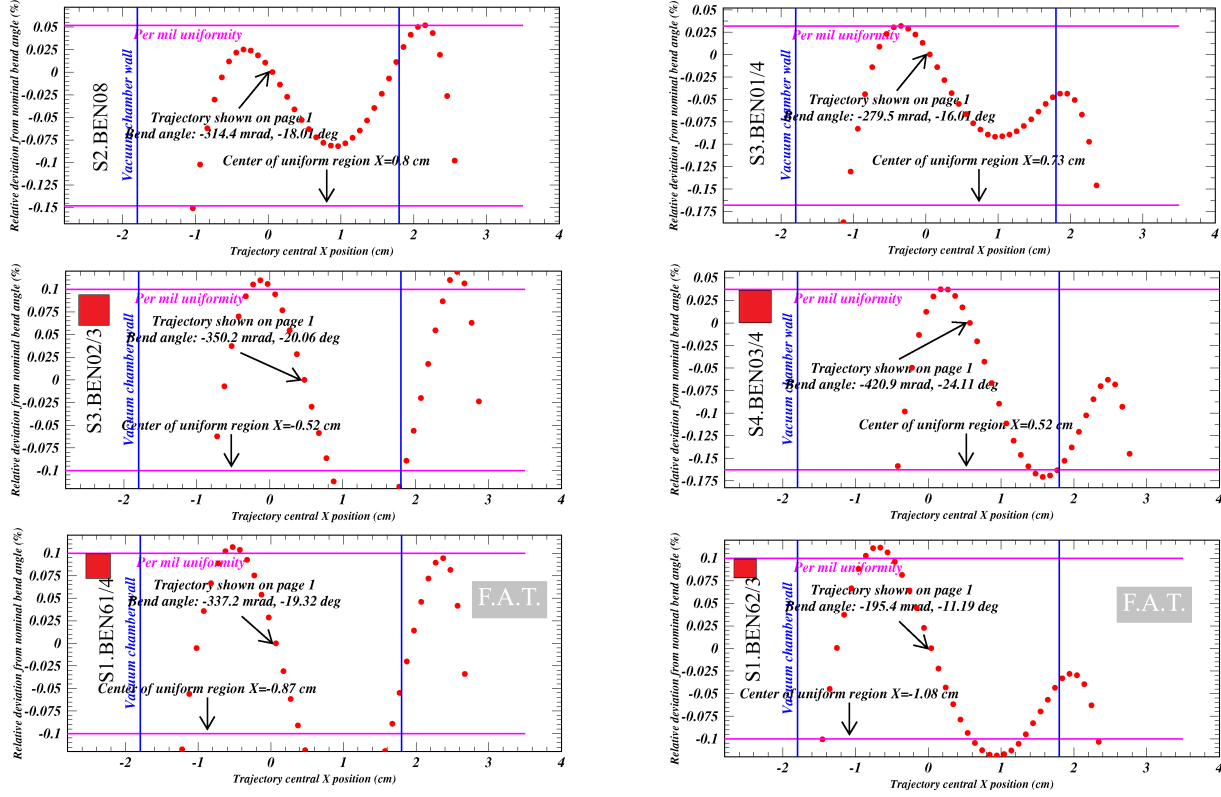 S2.BEN08
Relative deviation from nominal bend angle (%)
0.05
0.025
0
-0.025
-0.05
-0.075
-0.1
-0.125
-0.15
Per mil uniformity
Vacuum chamber wall
Trajectory shown on page 1
Bend angle: -314.4 mrad, -18.01 deg
Center of uniform region X=0.8 cm
-2 -1 0 1 2 3 4
Trajectory central X position (cm)
S3.BEN01/4
Relative deviation from nominal bend angle (%)
0.05
0.025
0
-0.025
-0.05
-0.075
-0.1
-0.125
-0.15
-0.175
Per mil uniformity
Vacuum chamber wall
Trajectory shown on page 1
Bend angle: -279.5 mrad, -16.01 deg
Center of uniform region X=0.73 cm
-2 -1 0 1 2 3 4
Trajectory central X position (cm)
S3.BEN02/3
Relative deviation from nominal bend angle (%)
0.1
0.075
0.05
0.025
0
-0.025
-0.05
-0.075
-0.1
Per mil uniformity
Vacuum chamber wall
Trajectory shown on page 1
Bend angle: -350.2 mrad, -20.06 deg
Center of uniform region X=-0.52 cm
-2 -1 0 1 2 3 4
Trajectory central X position (cm)
S4.BEN03/4
Relative deviation from nominal bend angle (%)
0.05
0.025
0
-0.025
-0.05
-0.075
-0.1
-0.125
-0.15
-0.175
Per mil uniformity
Vacuum chamber wall
Trajectory shown on page 1
Bend angle: -420.9 mrad, -24.11 deg
Center of uniform region X=0.52 cm
-2 -1 0 1 2 3 4
Trajectory central X position (cm)
S1.BEN61/4
Relative deviation from nominal bend angle (%)
0.1
0.075
0.05
0.025
0
-0.025
-0.05
-0.075
-0.1
Per mil uniformity
Vacuum chamber wall
Trajectory shown on page 1
Bend angle: -337.2 mrad, -19.32 deg
F.A.T.
Center of uniform region X=-0.87 cm
-2 -1 0 1 2 3 4
Trajectory central X position (cm)
S1.BEN62/3
Relative deviation from nominal bend angle (%)
0.1
0.075
0.05
0.025
0
-0.025
-0.05
-0.075
-0.1
Per mil uniformity
Vacuum chamber wall
Trajectory shown on page 1
Bend angle: -195.4 mrad, -11.19 deg
F.A.T.
Center of uniform region X=-1.08 cm
-2 -1 0 1 2 3 4
Trajectory central X position (cm)